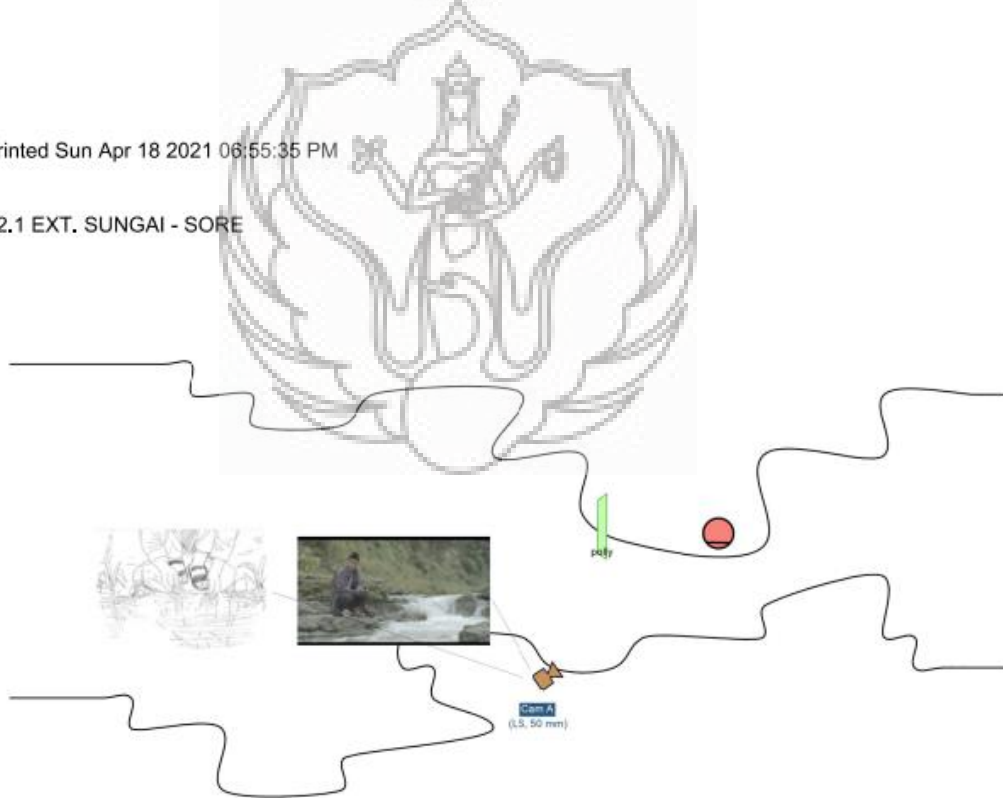 rinted Sun Apr 18 2021 06:55:35 PM
2.1 EXT. SUNGAI - SORE
polly
Cam A
(LS, 50 mm)